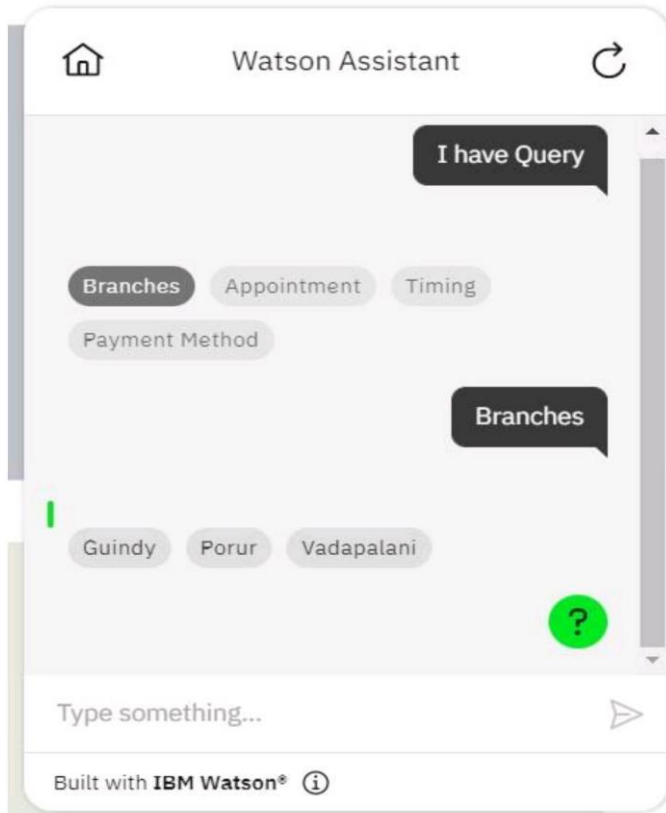 Watson Assistant
I have Query
Branches Appointment Timing
Payment Method
Branches
Guindy Porur Vadapalani
?
Type something...
Built with IBM Watson®